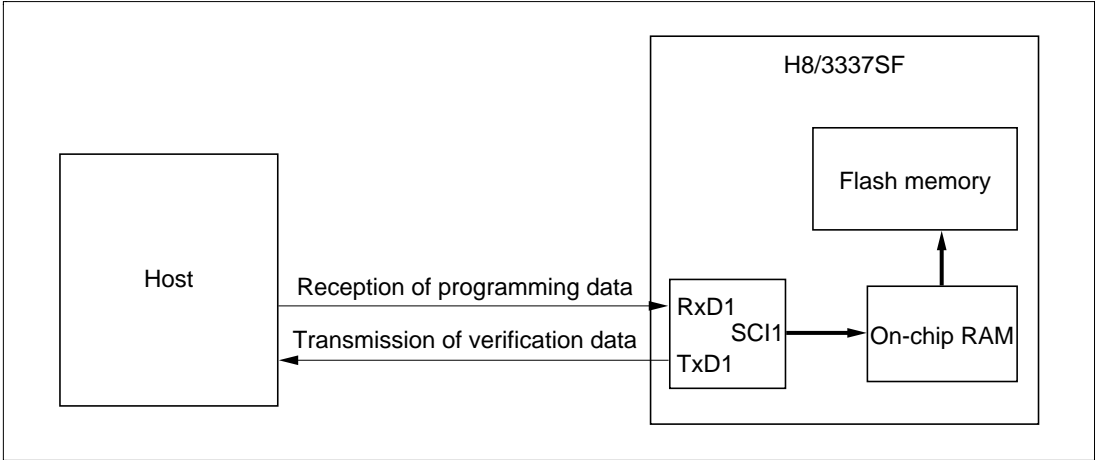 H8/3337SF
Flash memory
Host
Reception of programming data
RxD1
SCI1
On-chip RAM
Transmission of verification data
TxD1